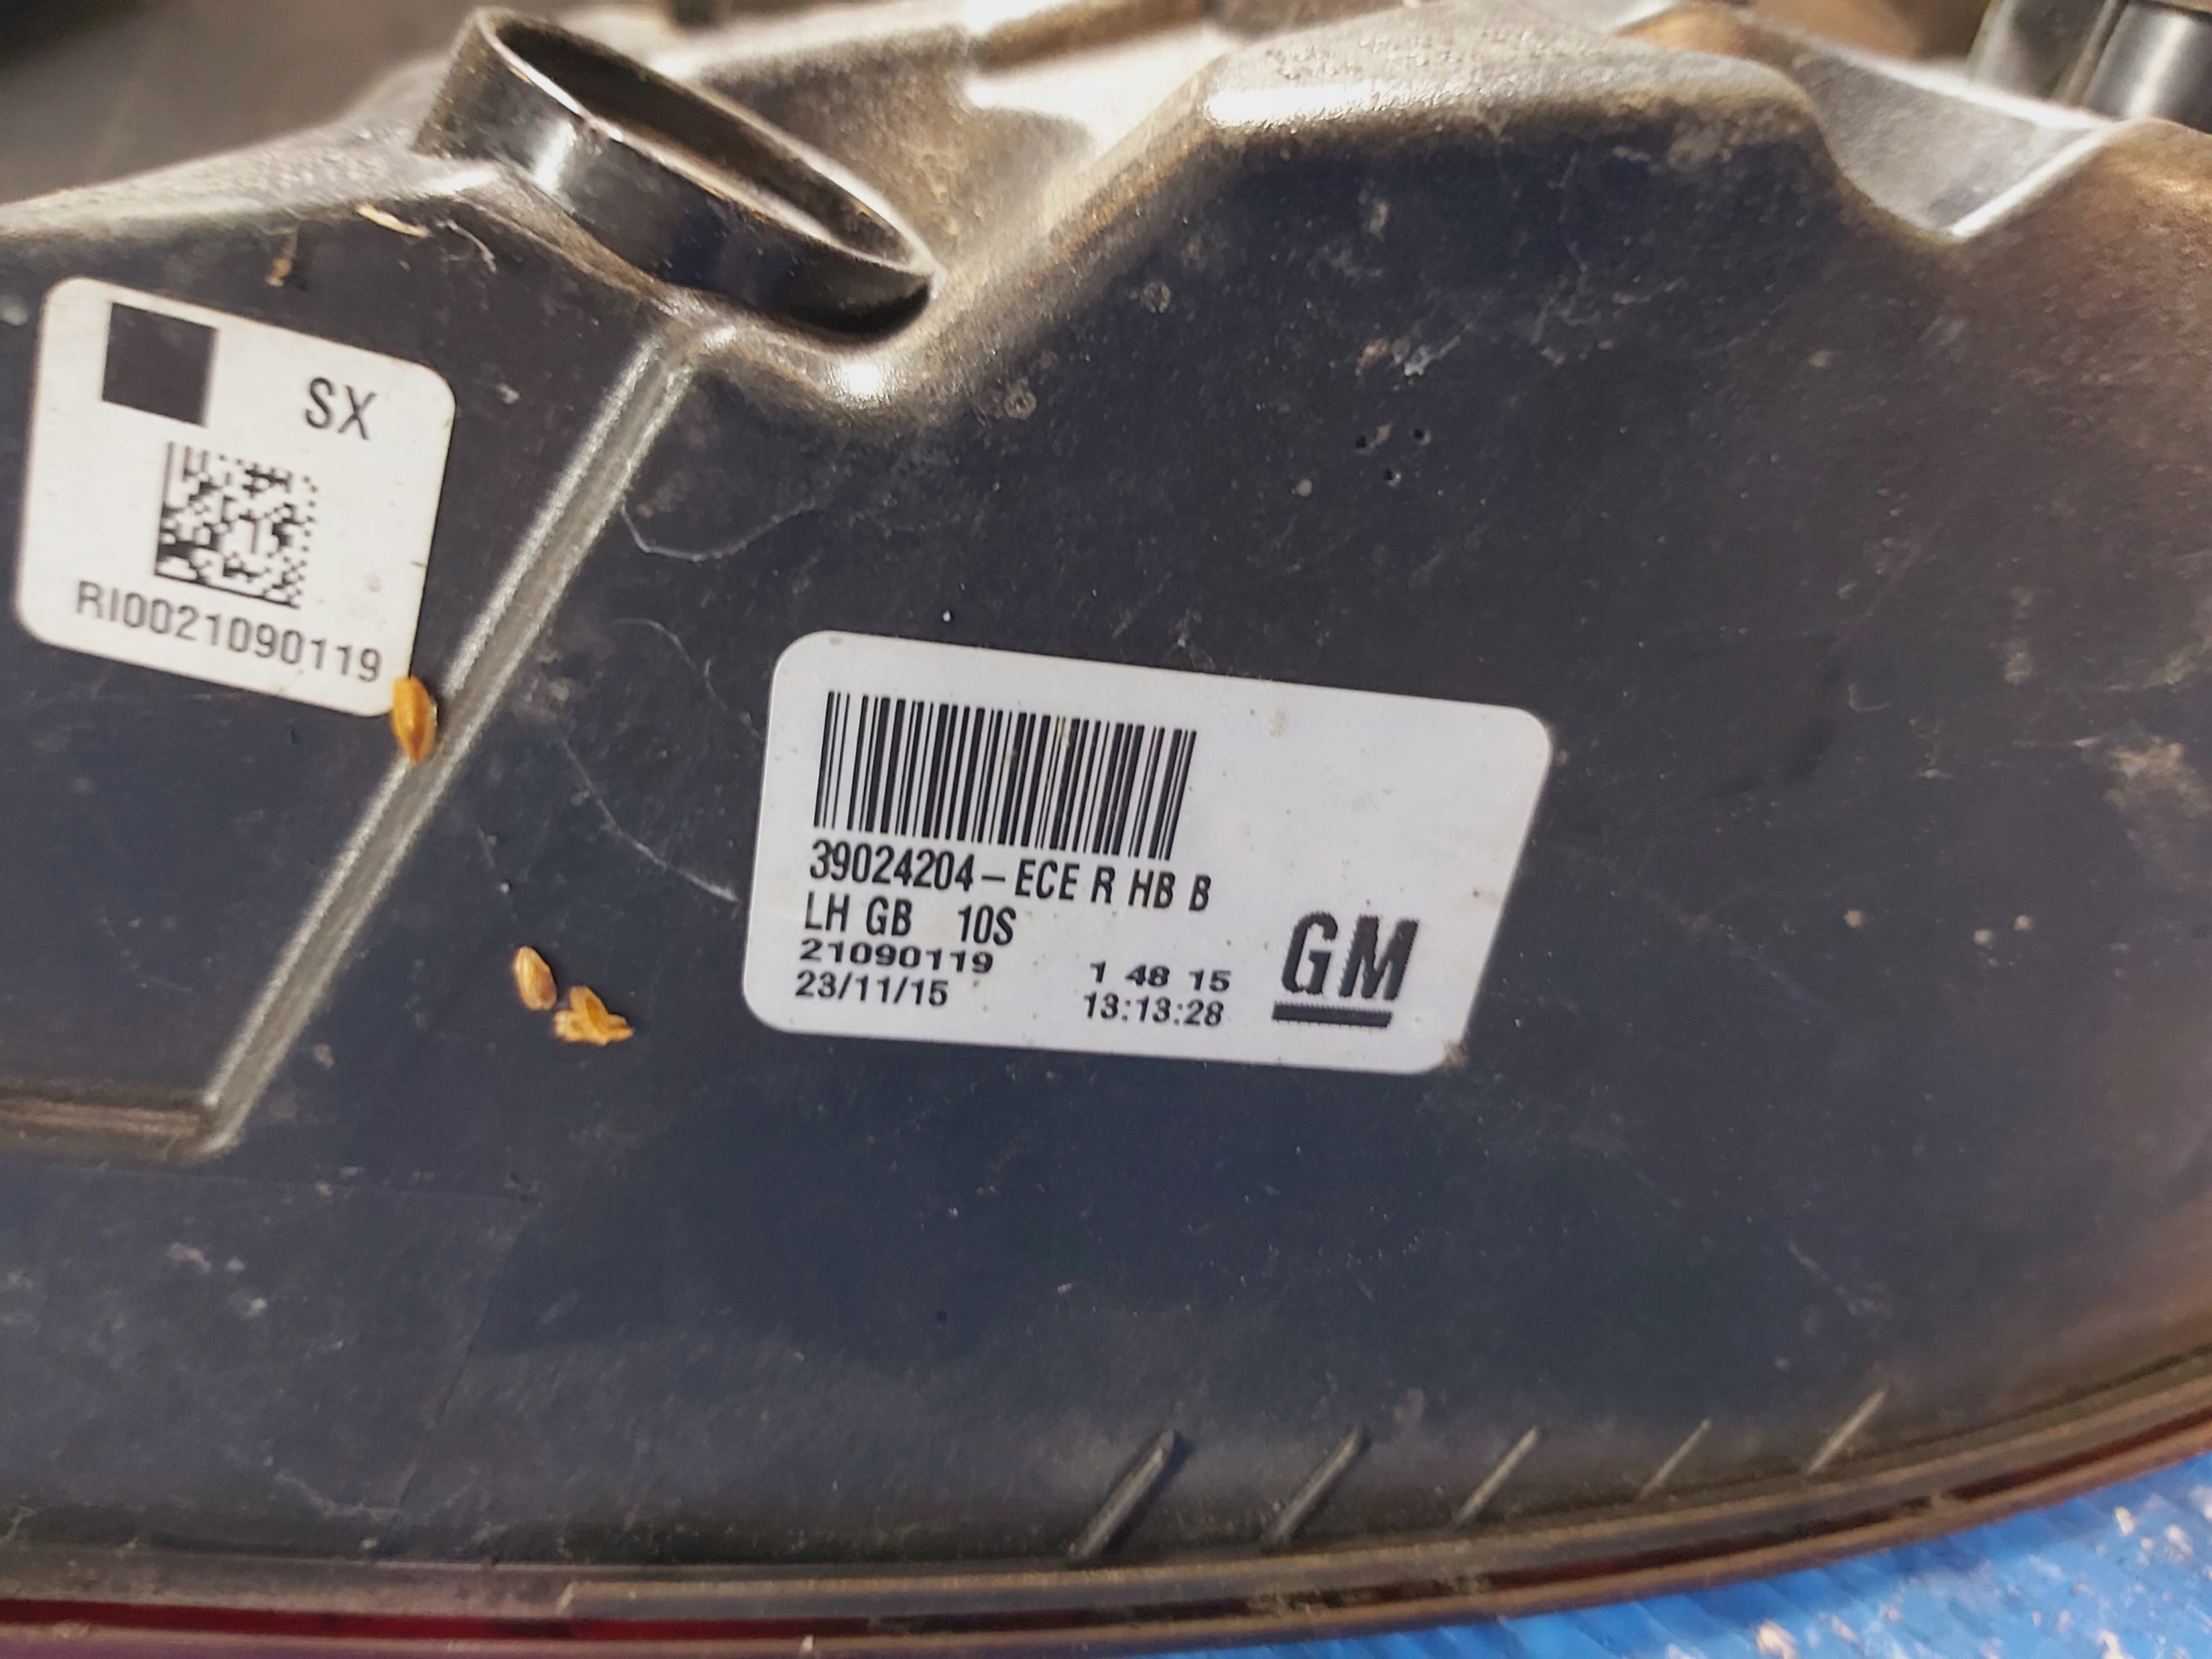 SX
RI0021090119
39024204-ECE R HB B
LH GB 10S
21090119 1 48 15
23/11/15 13:13:28
GM